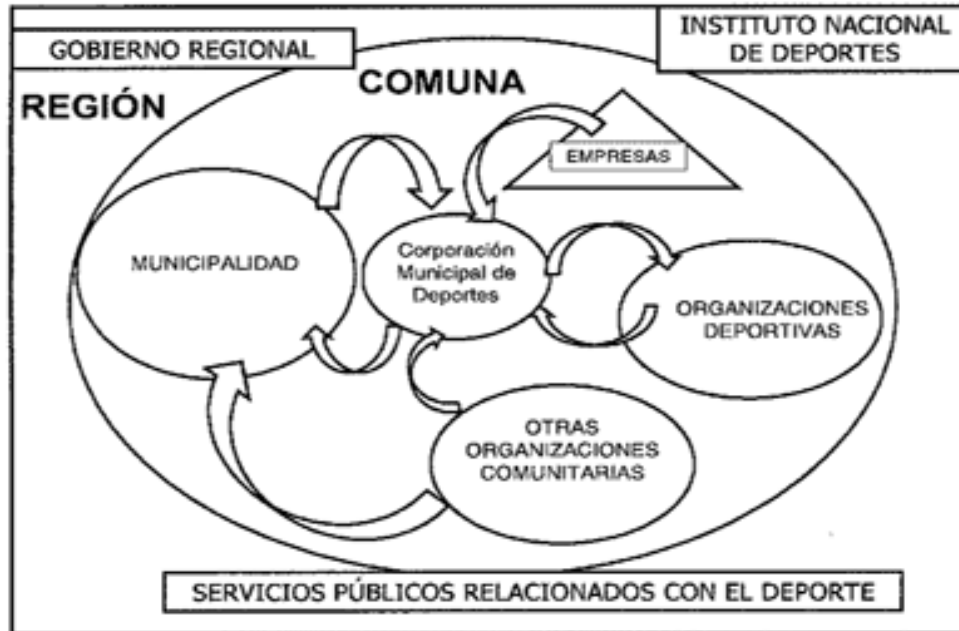 GOBIERNO REGIONAL
INSTITUTO NACIONAL
DE DEPORTES
REGIÓN
COMUNA
EMPRESAS
MUNICIPALIDAD
Corporación
Municipal de
Deportes
ORGANIZACIONES
DEPORTIVAS
OTRAS
ORGANIZACIONES
COMUNITARIAS
SERVICIOS PÚBLICOS RELACIONADOS CON EL DEPORTE